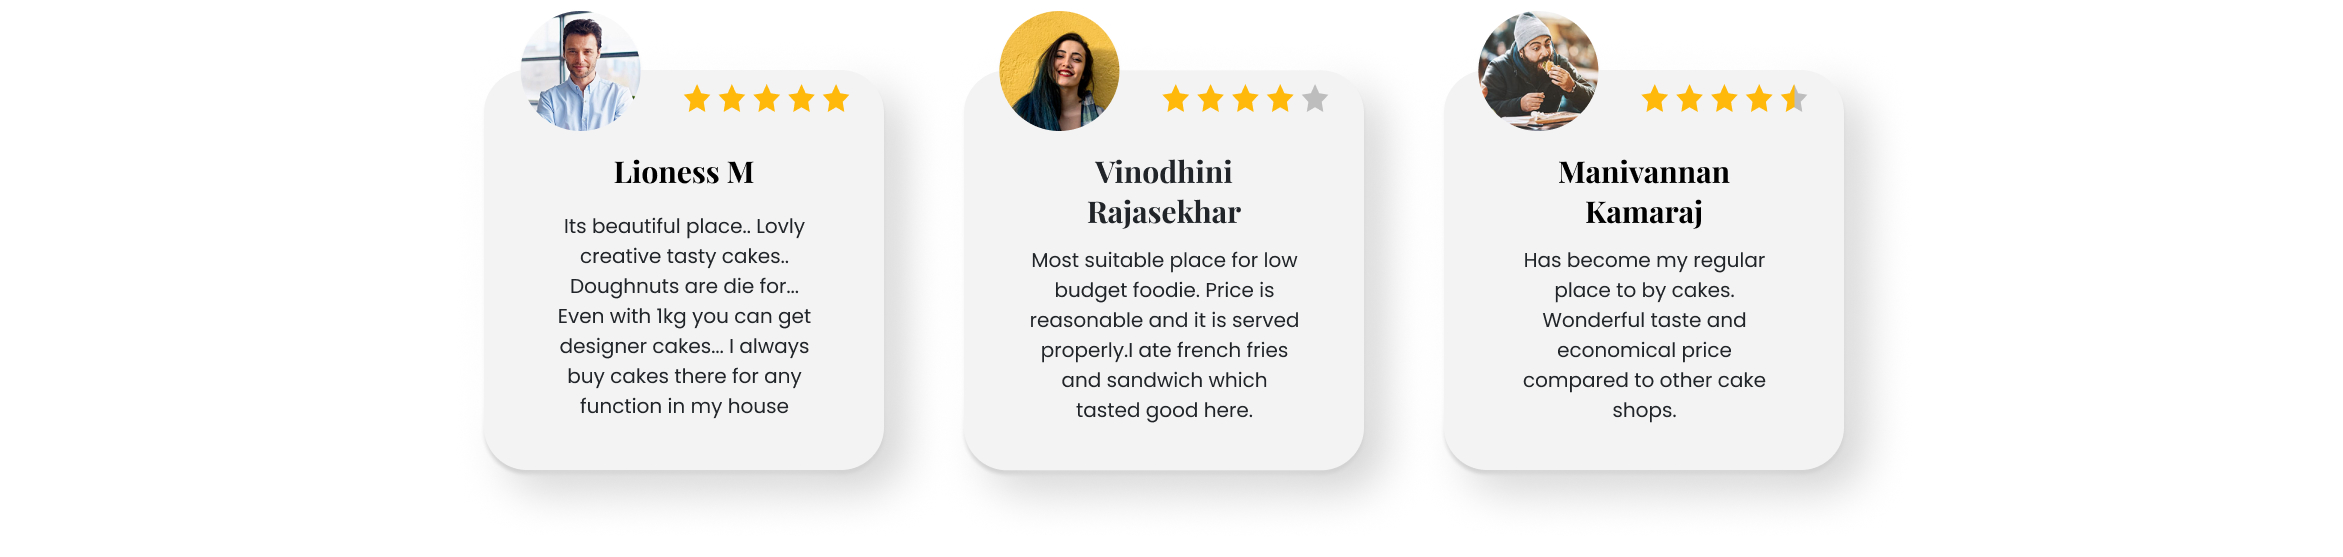 Lioness M
Its beautiful place.. Lovly
creative tasty cakes..
Doughnuts are die for...
Even with 1kg you can get
designer cakes... I always
buy cakes there for any
function in my house
Vinodhini
Rajasekhar
Most suitable place for low
budget foodie. Price is
reasonable and it is served
properly.I ate french fries
and sandwich which
tasted good here.
Manivannan
Kamaraj
Has become my regular
place to by cakes.
Wonderful taste and
economical price
compared to other cake
shops.